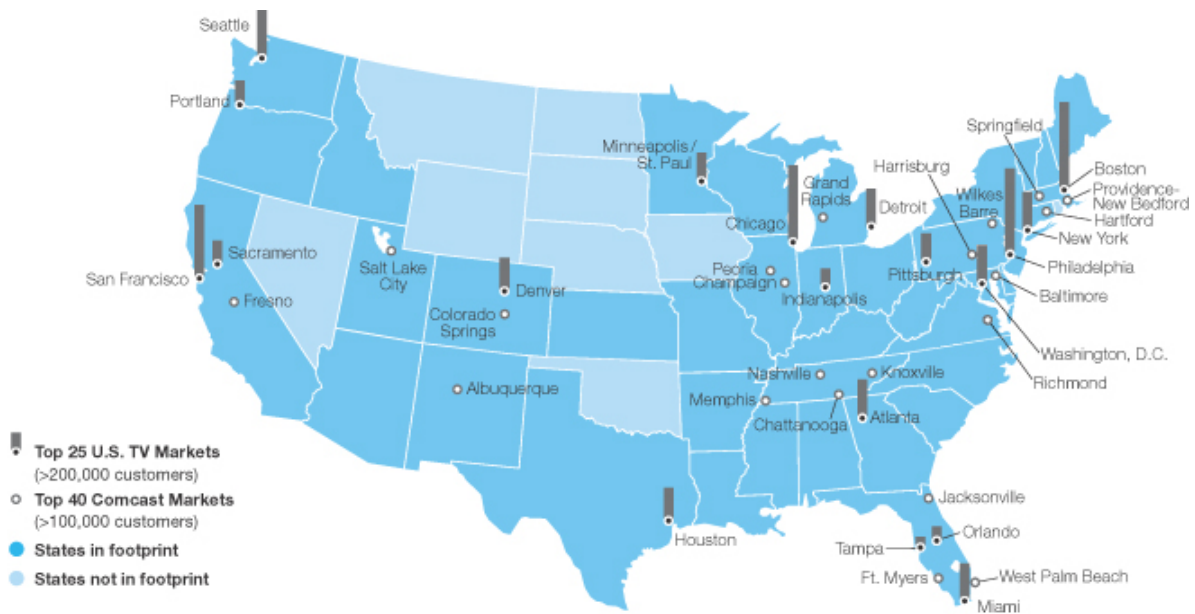 Seattle
Portland
Minneapolis /
St. Paul
Springfield
Harrisburg
Boston
Grand
Rapids
Wilkes
Barre
Providence-
New Bedford
Detroit
Hartford
Chicago
New York
Sacramento
San Francisco
Salt Lake
City
Pittsburgh
Philadelphia
Peoria
Champaign
Denver
Indianapolis
Baltimore
Fresno
Colorado
Springs
Washington, D.C.
Nashville
Knoxville
Richmond
Albuquerque
Memphis
Chattanooga
Atlanta
Top 25 U.S. TV Markets
(>200,000 customers)
Top 40 Comcast Markets
(>100,000 customers)
States in footprint
States not in footprint
Jacksonville
Houston
Orlando
Tampa
Ft. Myers
West Palm Beach
Miami